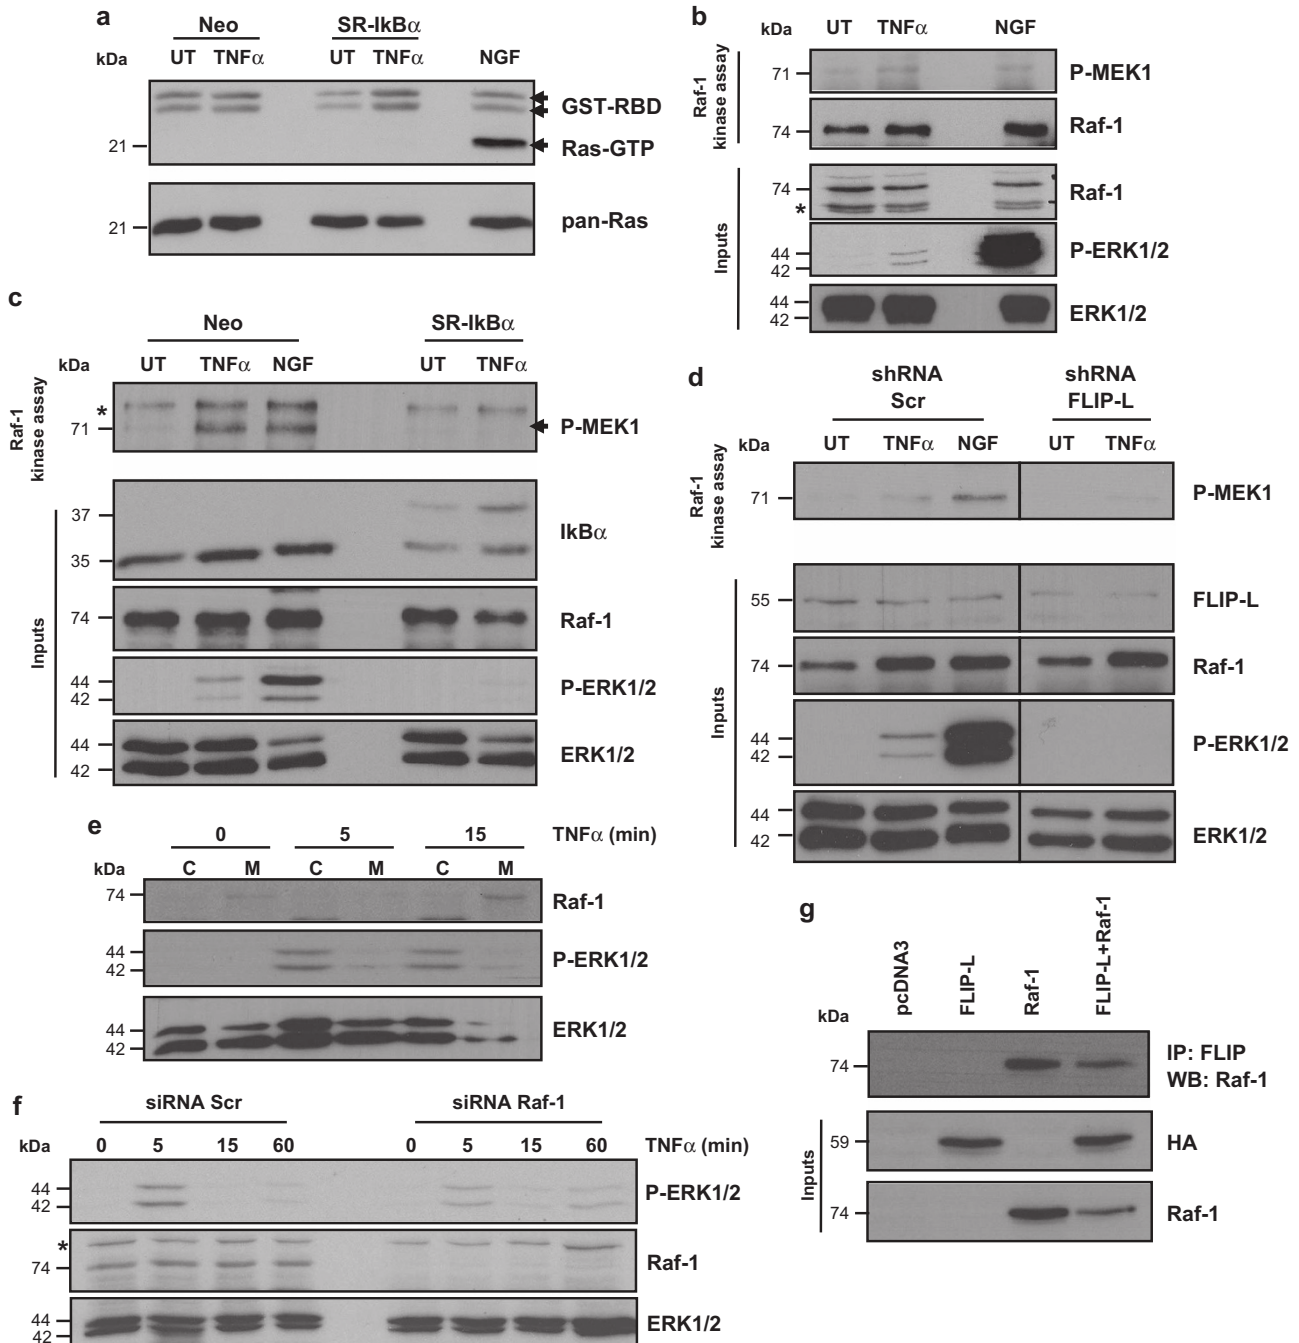 a
Neo SR-IkBα
kDa UT TNFα UT TNFα NGF
GST-RBD
21 Ras-GTP
21 pan-Ras
b
kDa UT TNFα NGF
Raf-1 kinase assay
71 P-MEK1
74 Raf-1
Inputs
74 Raf-1
*
44 P-ERK1/2
42
44 ERK1/2
42
c
Neo SR-IkBα
kDa UT TNFα NGF UT TNFα
Raf-1 kinase assay
*
71 P-MEK1
Inputs
37
IkBα
35
74 Raf-1
44 P-ERK1/2
42
44 ERK1/2
42
d
shRNA Scr shRNA FLIP-L
kDa UT TNFα NGF UT TNFα
Raf-1 kinase assay
71 P-MEK1
Inputs
55 FLIP-L
74 Raf-1
44 P-ERK1/2
42
44 ERK1/2
42
e
0 5 15 TNFα (min)
kDa C M C M C M
74 Raf-1
44 P-ERK1/2
42
44 ERK1/2
42
f
siRNA Scr siRNA Raf-1
kDa 0 5 15 60 0 5 15 60 TNFα (min)
44 P-ERK1/2
42
*
74 Raf-1
44 ERK1/2
42
g
pcDNA3 FLIP-L Raf-1 FLIP-L+Raf-1
kDa
74 IP: FLIP
WB: Raf-1
Inputs
59 HA
74 Raf-1